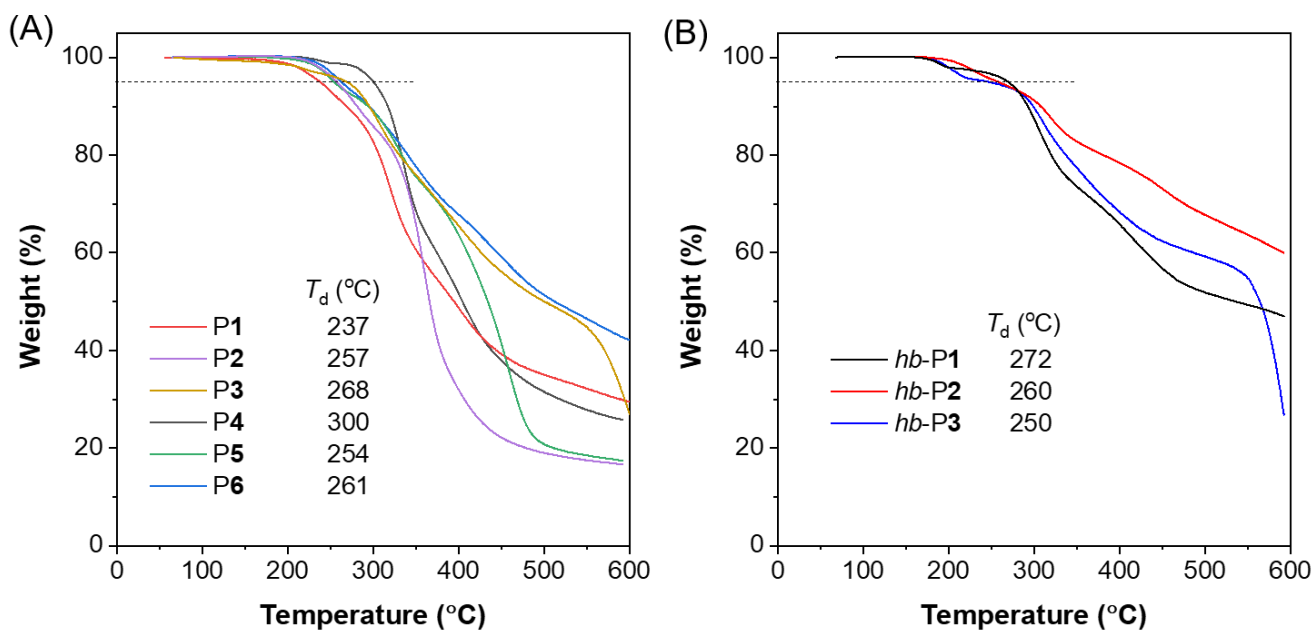 (A)
Weight (%)
100
80
60
40
20
0
T_d (°C)
P1 237
P2 257
P3 268
P4 300
P5 254
P6 261
0 100 200 300 400 500 600
Temperature (°C)
(B)
Weight (%)
100
80
60
40
20
0
T_d (°C)
hb-P1 272
hb-P2 260
hb-P3 250
0 100 200 300 400 500 600
Temperature (°C)